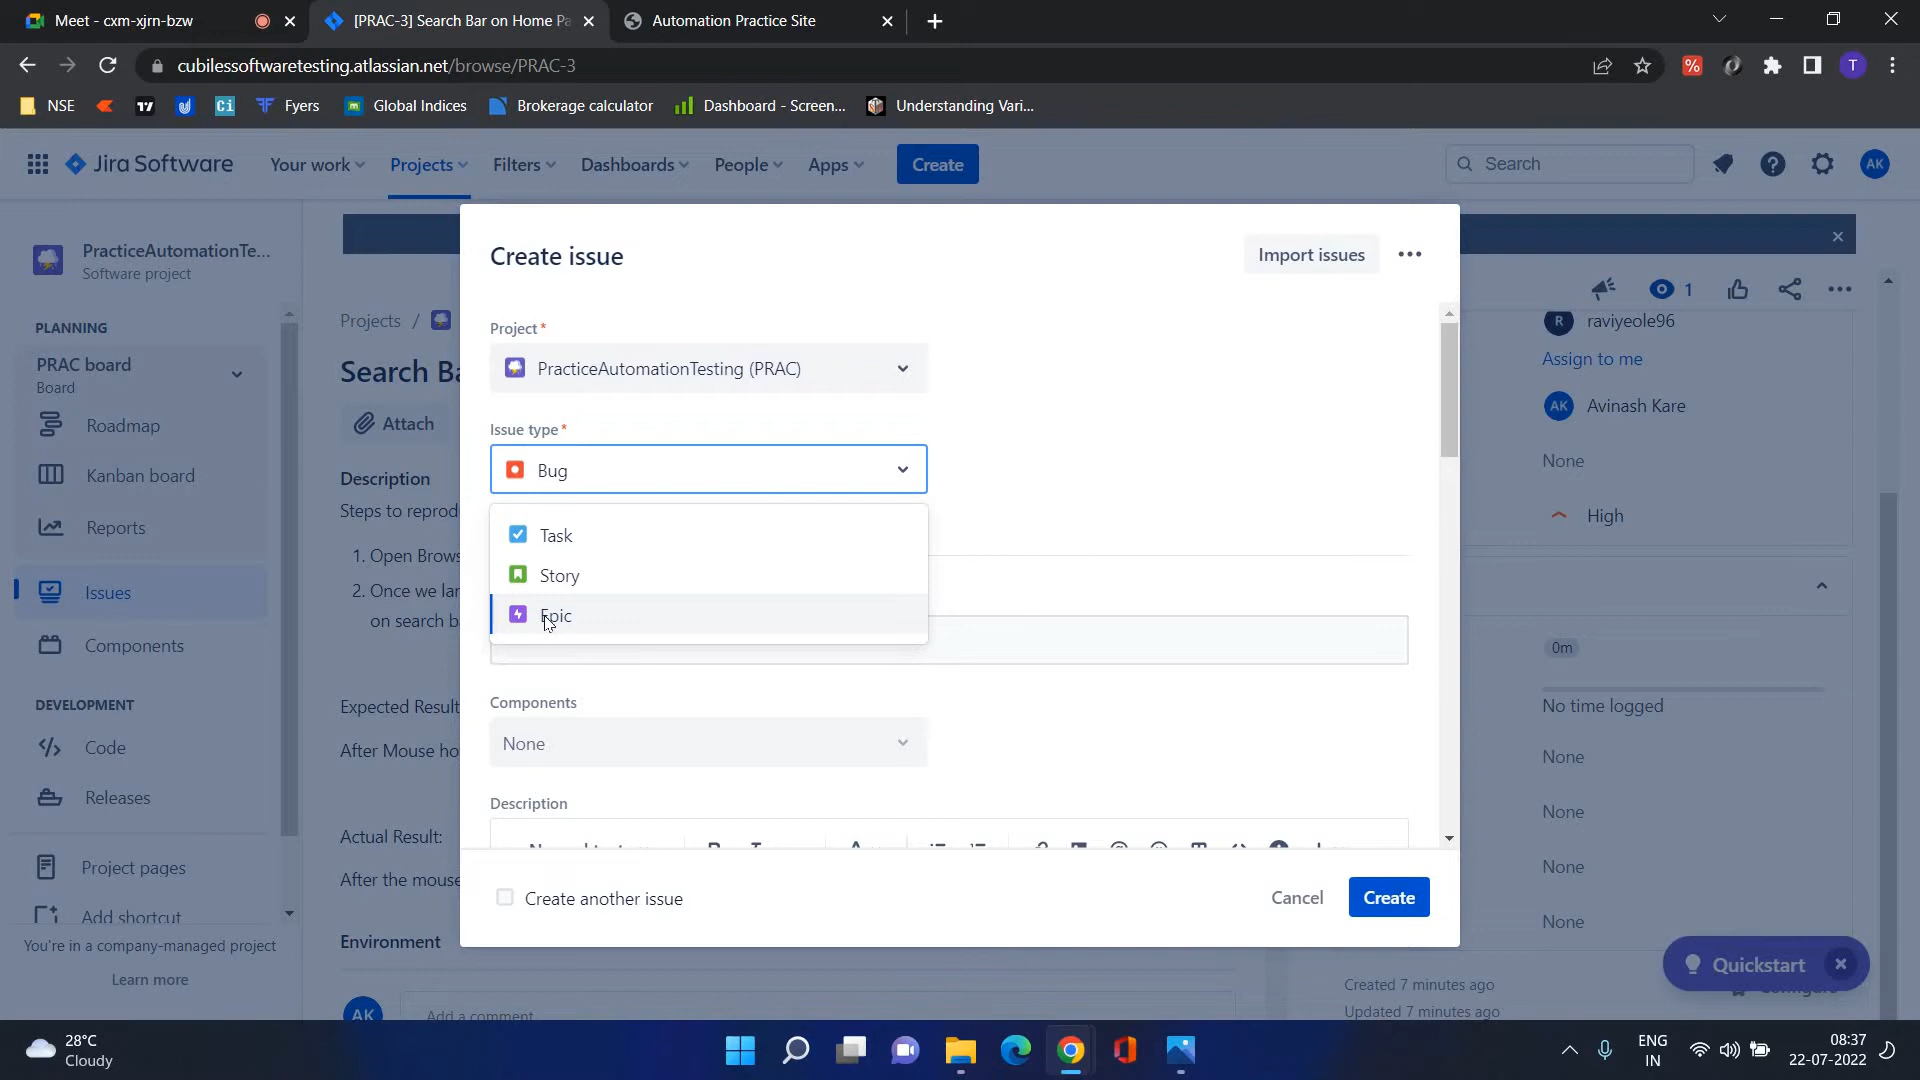 Meet - cxm-xjrn-bzw
[PRAC-3] Search Bar on Home Pa
Automation Practice Site
cubilessoftwaretesting.atlassian.net/browse/PRAC-3
T
NSE
Ci
Fyers
Global Indices
Brokerage calculator
Dashboard - Screen...
Understanding Vari...
Jira Software
Your work
Projects
Filters
Dashboards
People
Apps
Create
Search
AK
PracticeAutomationTe...
Software project
PLANNING
PRAC board
Board
Roadmap
Kanban board
Reports
Issues
Components
DEVELOPMENT
Code
Releases
Project pages
Add shortcut
You're in a company-managed project
Learn more
Projects /
Search Ba
Attach
Description
Steps to reprod
1. Open Brows
2. Once we lan
on search b
Expected Result
After Mouse ho
Actual Result:
After the mouse
Environment
AK
Add a comment
Create issue
Import issues
Project *
PracticeAutomationTesting (PRAC)
Issue type *
Bug
Task
Story
Epic
Components
None
Description
Create another issue
Cancel
Create
1
R raviyeole96
Assign to me
AK Avinash Kare
None
High
0m
No time logged
None
None
None
None
Quickstart
Created 7 minutes ago
Updated 7 minutes ago
28°C
Cloudy
ENG
IN
08:37
22-07-2022